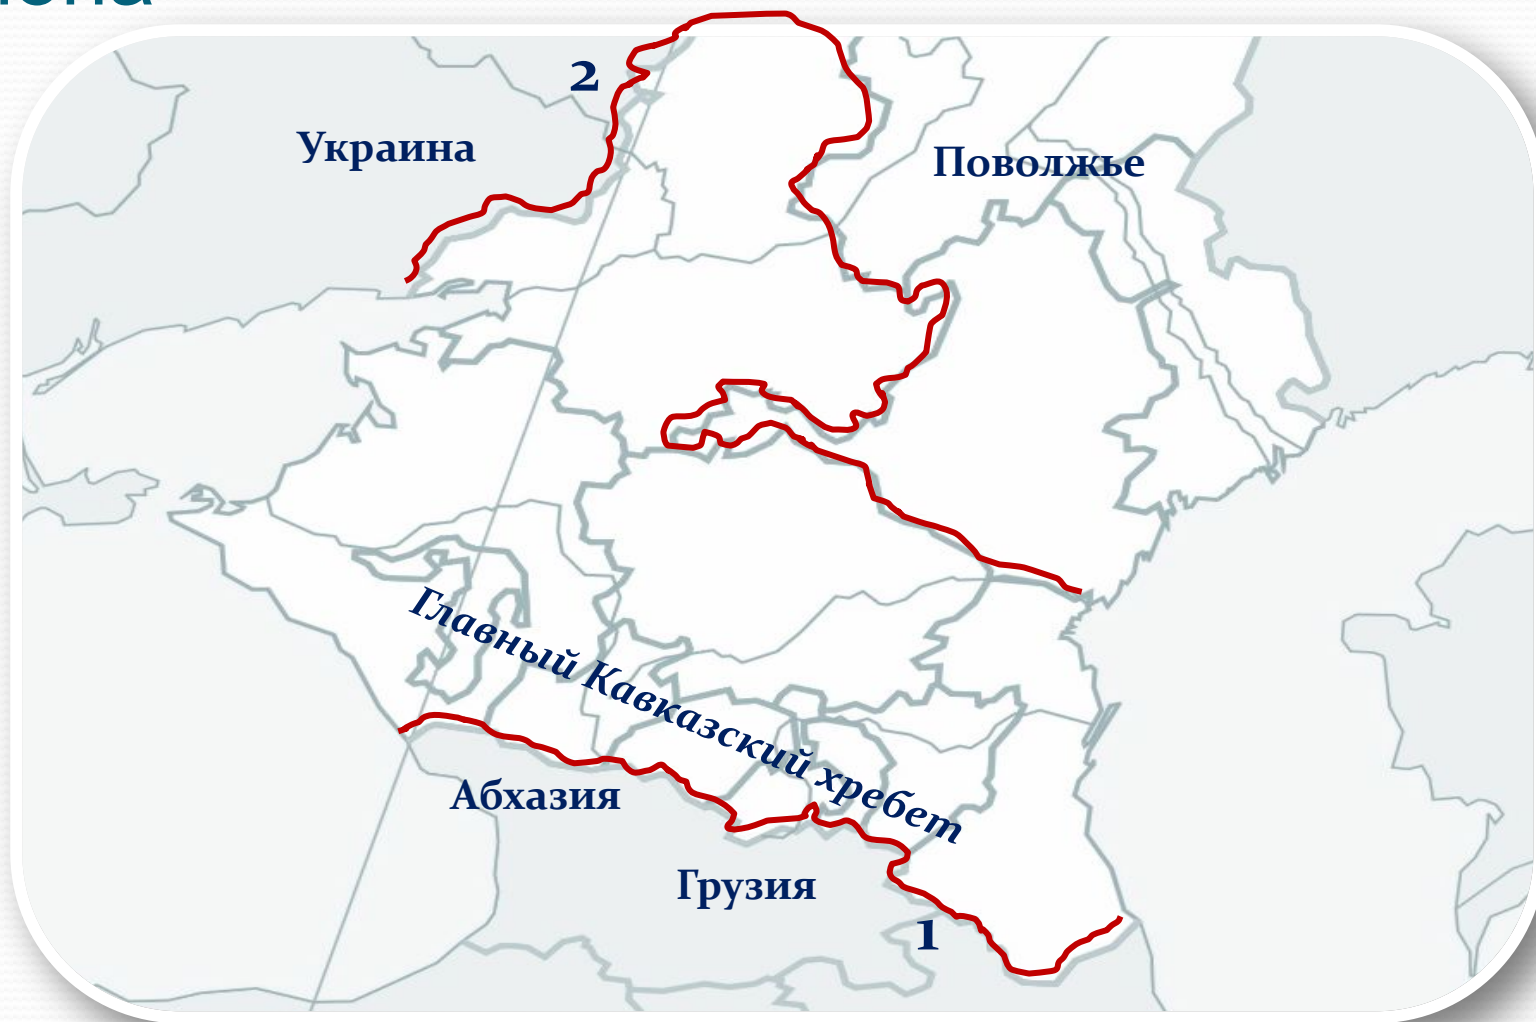 2
Украина
Поволжье
Главный Кавказский хребет
Абхазия
Грузия
1